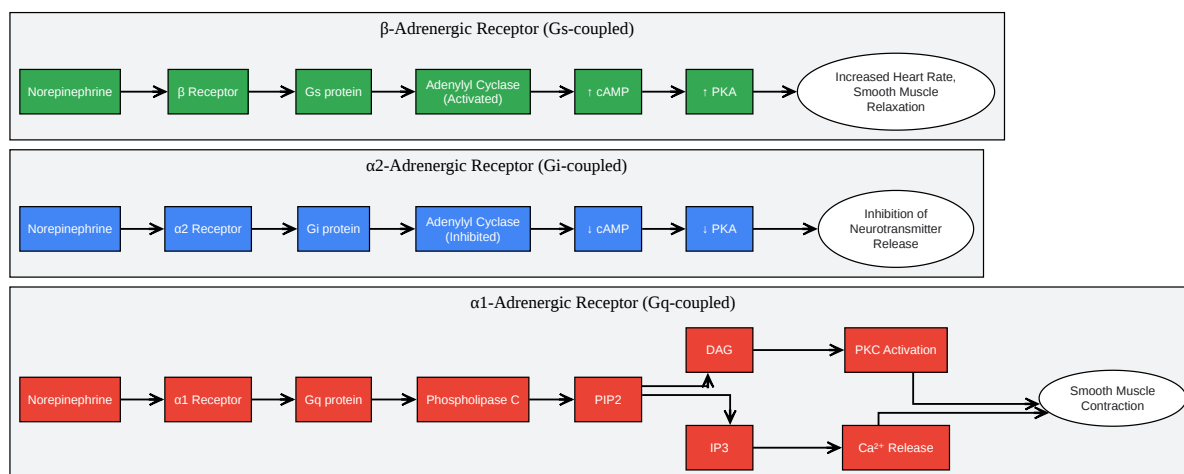 β-Adrenergic Receptor (Gs-coupled)
Norepinephrine
β Receptor
Gs protein
Adenylyl Cyclase
(Activated)
↑ cAMP
↑ PKA
Increased Heart Rate,
Smooth Muscle
Relaxation
α2-Adrenergic Receptor (Gi-coupled)
Norepinephrine
α2 Receptor
Gi protein
Adenylyl Cyclase
(Inhibited)
↓ cAMP
↓ PKA
Inhibition of
Neurotransmitter
Release
α1-Adrenergic Receptor (Gq-coupled)
Norepinephrine
α1 Receptor
Gq protein
Phospholipase C
PIP2
DAG
PKC Activation
IP3
Ca²⁺ Release
Smooth Muscle
Contraction